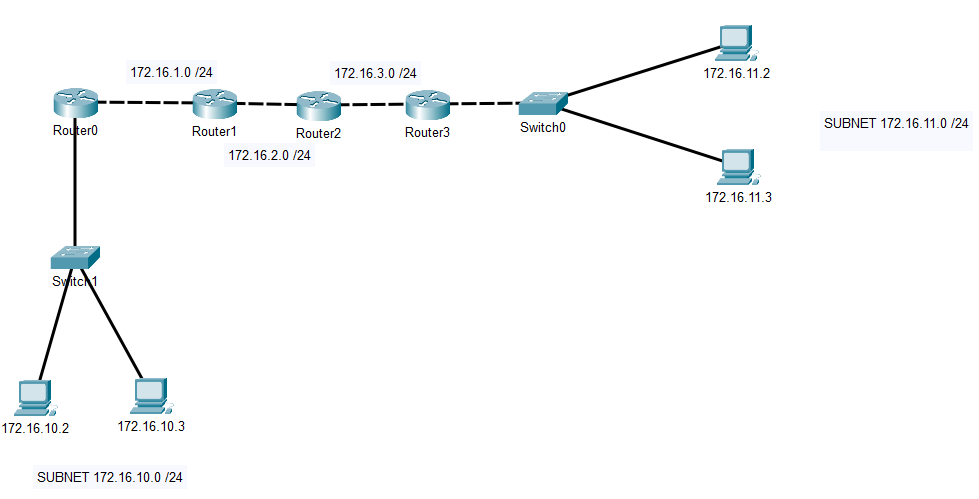 172.16.11.2
172.16.1.0 /24
172.16.3.0 /24
Router0
Router1
Router2
Router3
Switch0
SUBNET 172.16.11.0 /24
172.16.2.0 /24
172.16.11.3
Switch1
172.16.10.2
172.16.10.3
SUBNET 172.16.10.0 /24